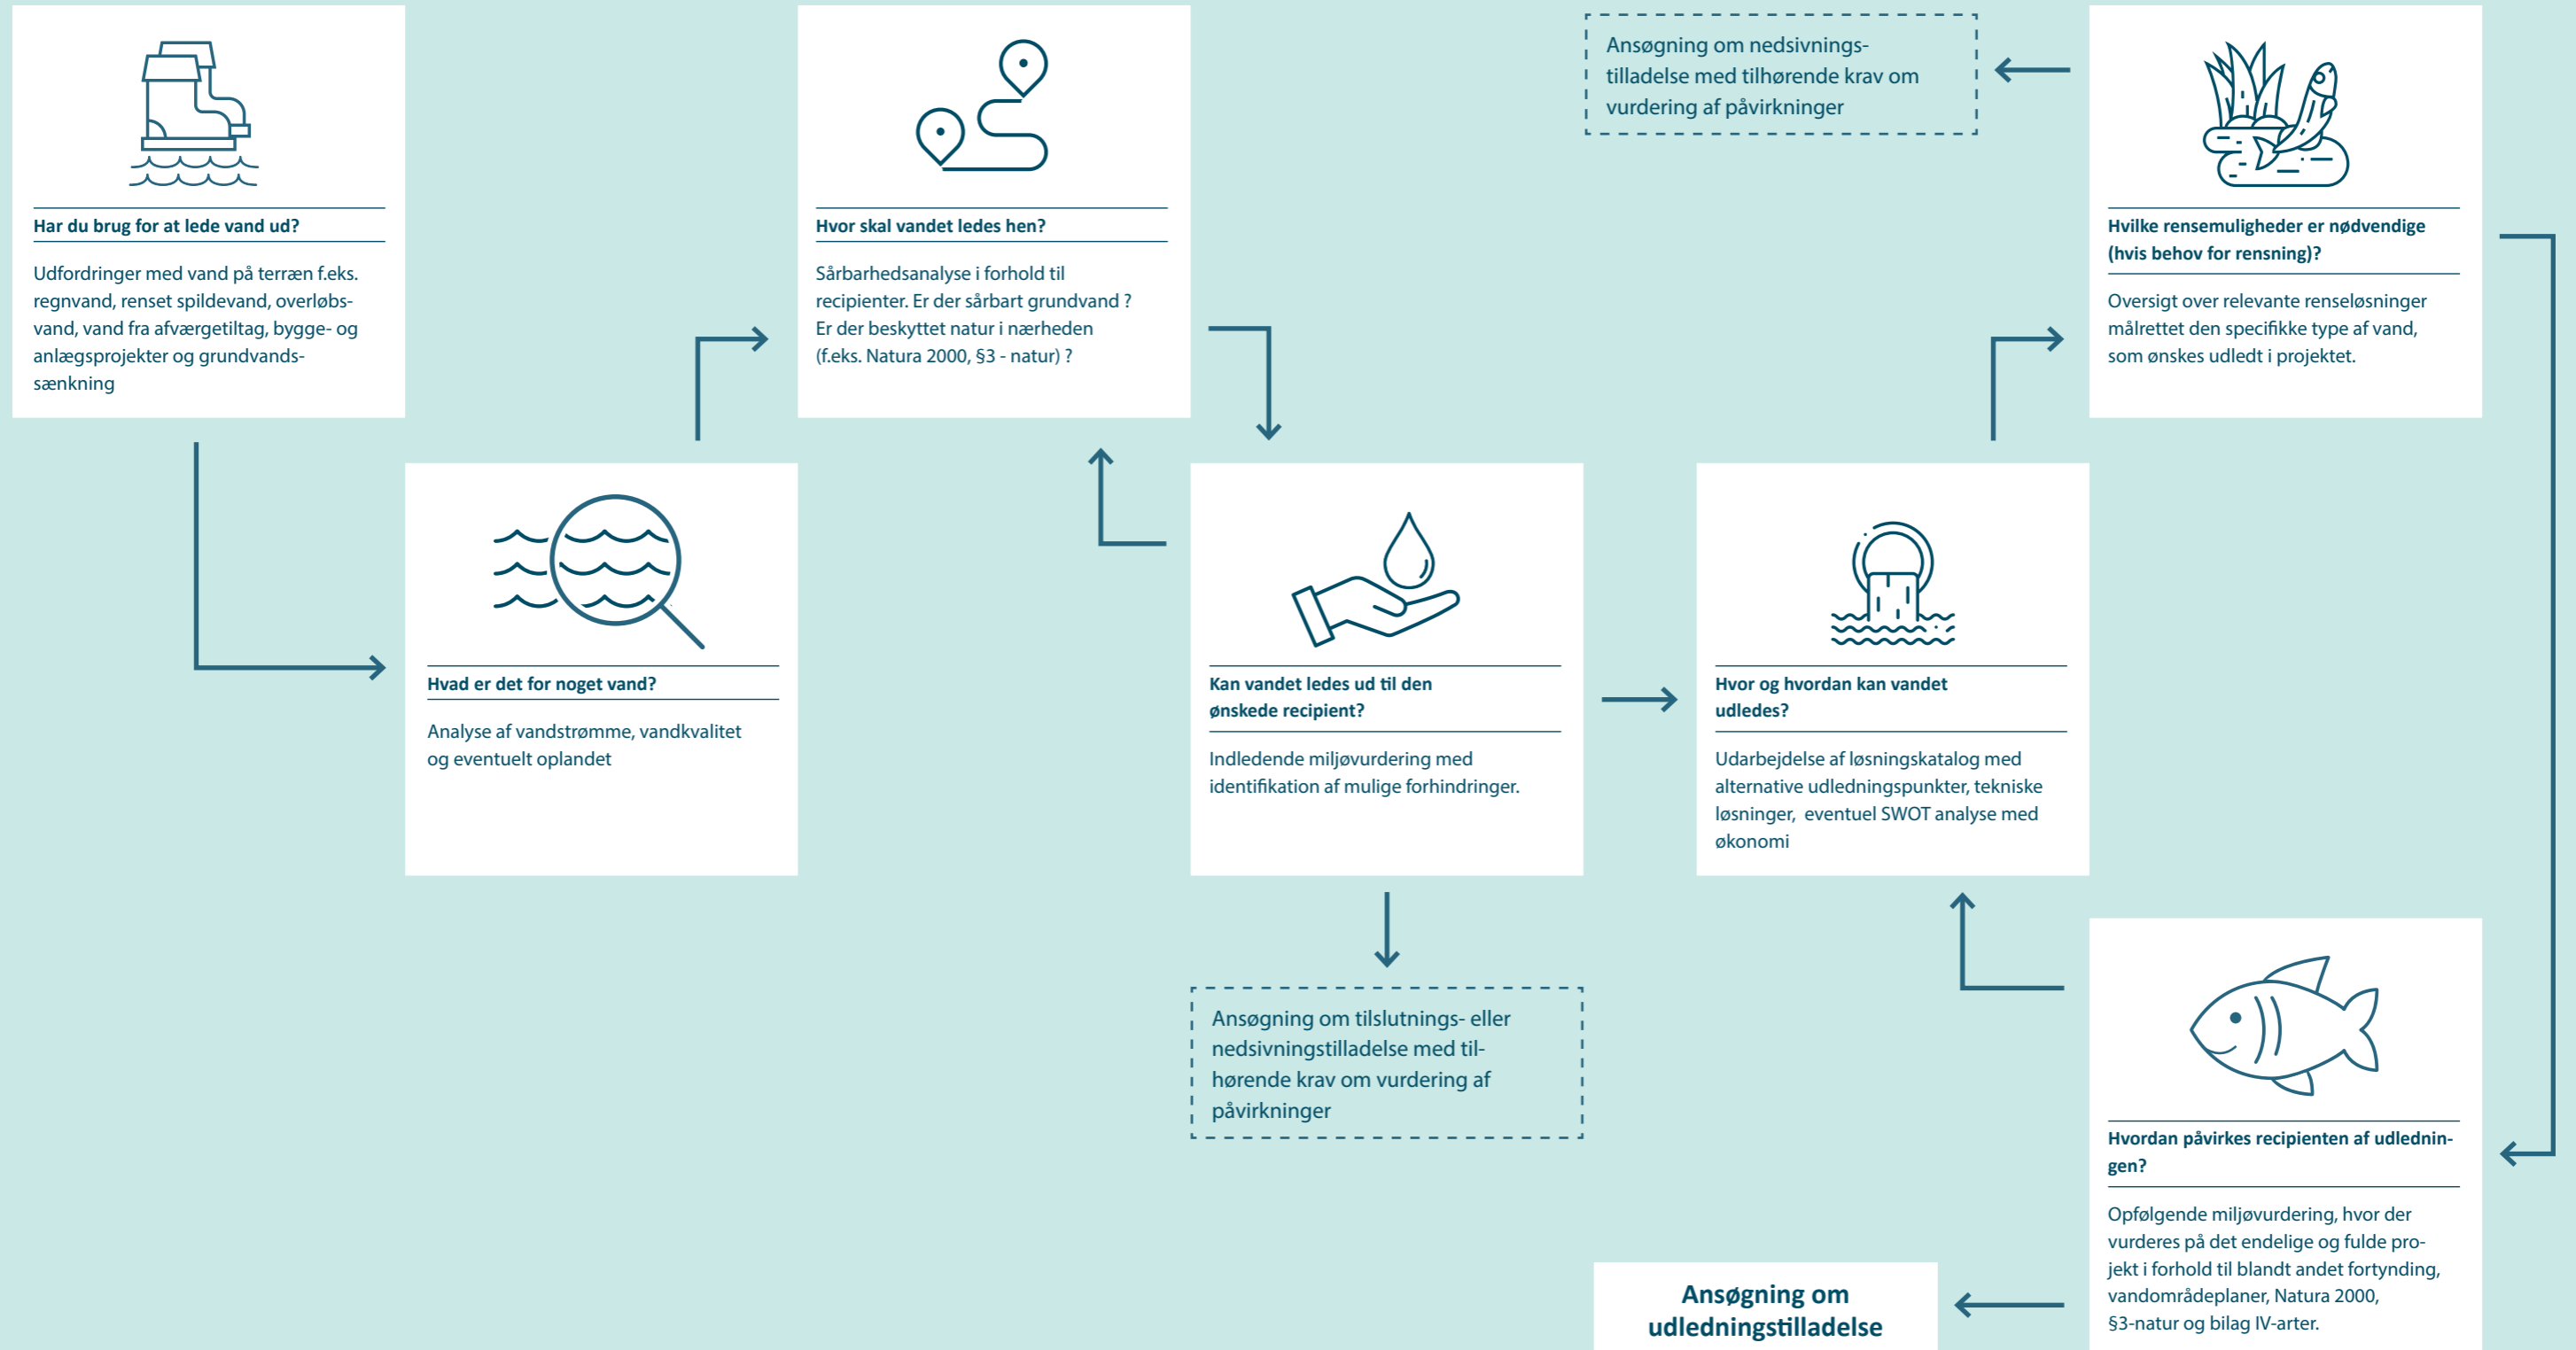 Har du brug for at lede vand ud?
Udfordringer med vand på terræn f.eks.
regnvand, renset spildevand, overløbs-
vand, vand fra afværgetiltag, bygge- og
anlægsprojekter og grundvands-
sænkning
Hvad er det for noget vand?
Analyse af vandstrømme, vandkvalitet
og eventuelt oplandet
Hvor skal vandet ledes hen?
Sårbarhedsanalyse i forhold til
recipienter. Er der sårbart grundvand ?
Er der beskyttet natur i nærheden
(f.eks. Natura 2000, §3 - natur) ?
Kan vandet ledes ud til den
ønskede recipient?
Indledende miljøvurdering med
identifikation af mulige forhindringer.
Ansøgning om tilslutnings- eller
nedsivningstilladelse med til-
hørende krav om vurdering af
påvirkninger
Hvor og hvordan kan vandet
udledes?
Udarbejdelse af løsningskatalog med
alternative udledningspunkter, tekniske
løsninger,  eventuel SWOT analyse med
økonomi
Hvilke rensemuligheder er nødvendige
(hvis behov for rensning)?
Oversigt over relevante renseløsninger
målrettet den specifikke type af vand,
som ønskes udledt i projektet.
Ansøgning om nedsivnings-
tilladelse med tilhørende krav om
vurdering af påvirkninger
Hvordan påvirkes recipienten af udlednin-
gen?
Opfølgende miljøvurdering, hvor der
vurderes på det endelige og fulde pro-
jekt i forhold til blandt andet fortynding,
vandområdeplaner, Natura 2000,
§3-natur og bilag IV-arter.
Ansøgning om
udledningstilladelse